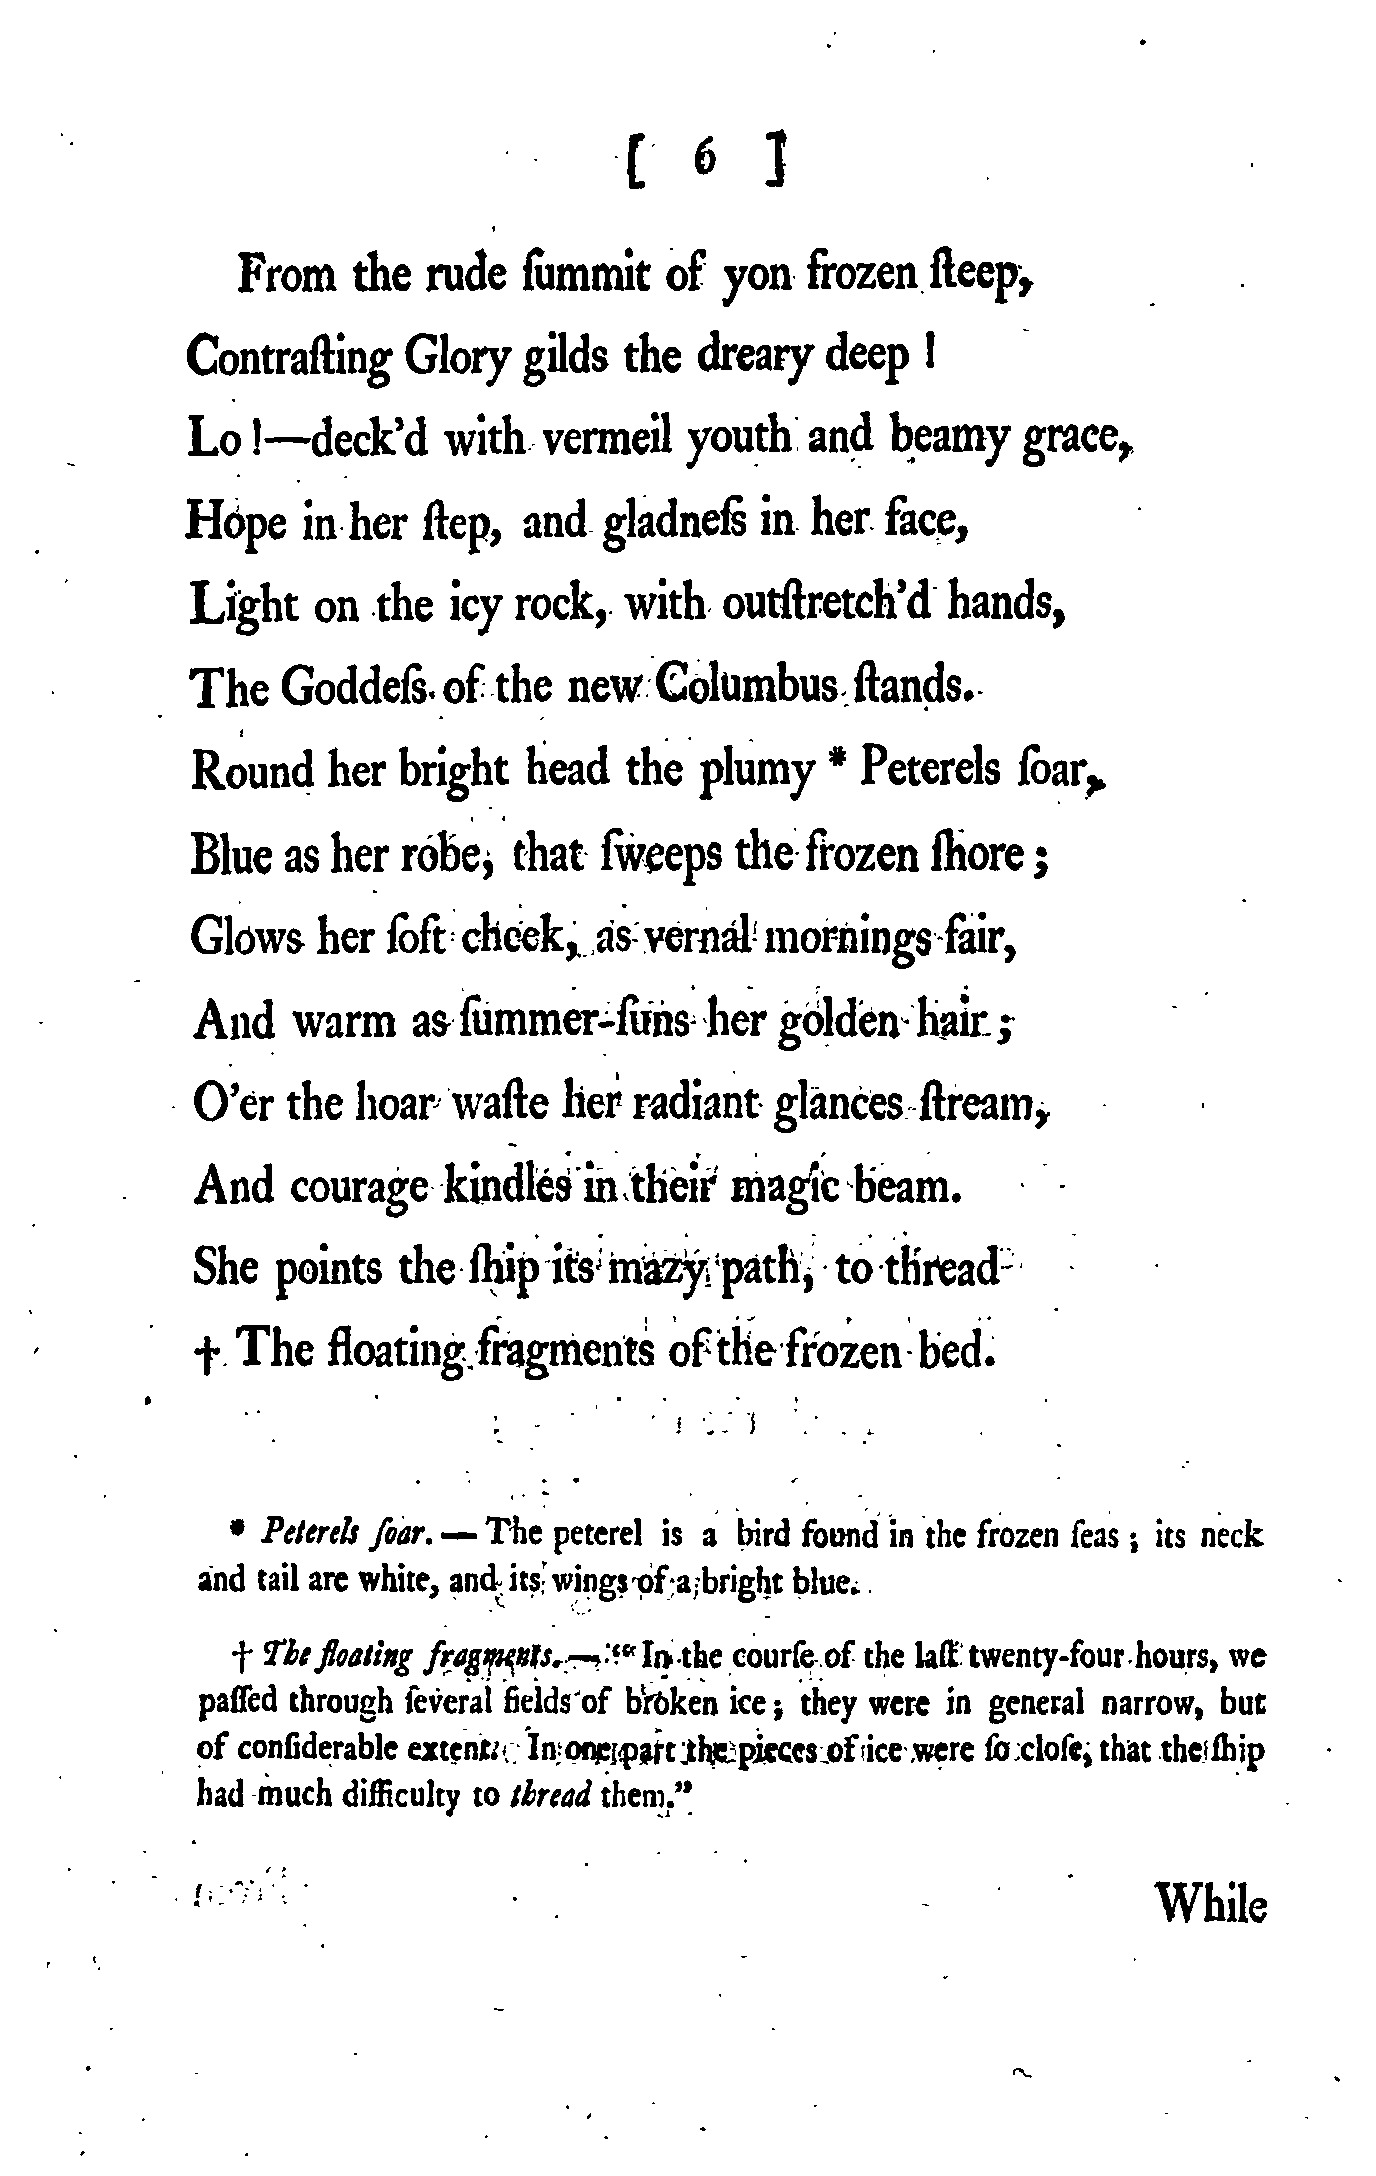 [ 6 ]
From the rude ſummit of yon frozen ſteep,
Contraſting Glory gilds the dreary deep !
Lo !—deck’d with vermeil youth and beamy grace,
Hope in her ſtep, and gladneſs in her face,
Light on the icy rock, with outſtretch’d hands,
The Goddeſs of the new Columbus ſtands.
Round her bright head the plumy * Peterels ſoar,
Blue as her robe, that ſweeps the frozen ſhore ;
Glows her ſoft cheek, as vernal mornings fair,
And warm as ſummer-ſuns her golden hair ;
O’er the hoar waſte her radiant glances ſtream,
And courage kindles in their magic beam.
She points the ſhip its mazy path, to thread
† The floating fragments of the frozen bed.
* Peterels ſoar. — The peterel is a bird found in the frozen ſeas ; its neck
and tail are white, and its wings of a bright blue.
† The floating fragments. — “ In the courſe of the laſt twenty-four hours, we
paſſed through ſeveral fields of broken ice ; they were in general narrow, but
of conſiderable extent. In one part the pieces of ice were ſo cloſe, that the ſhip
had much difficulty to thread them.”
While